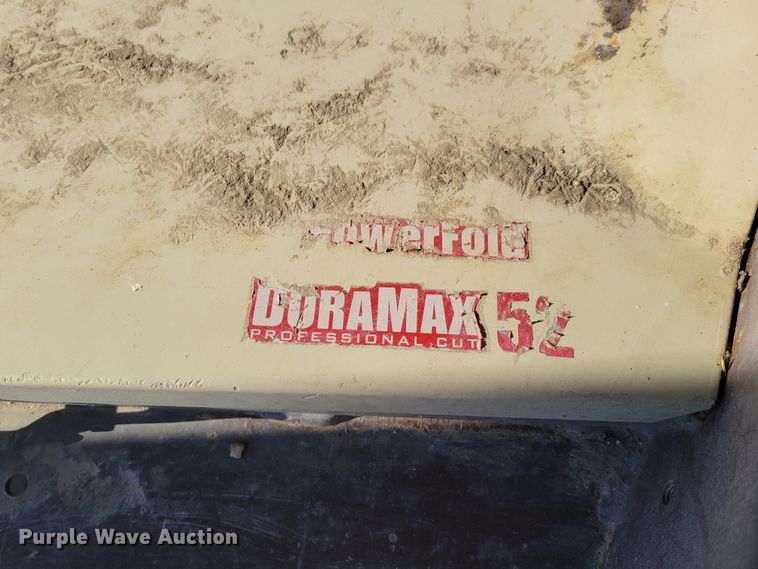 PowerFold
DURAMAX 52
PROFESSIONAL CUT
Purple Wave Auction